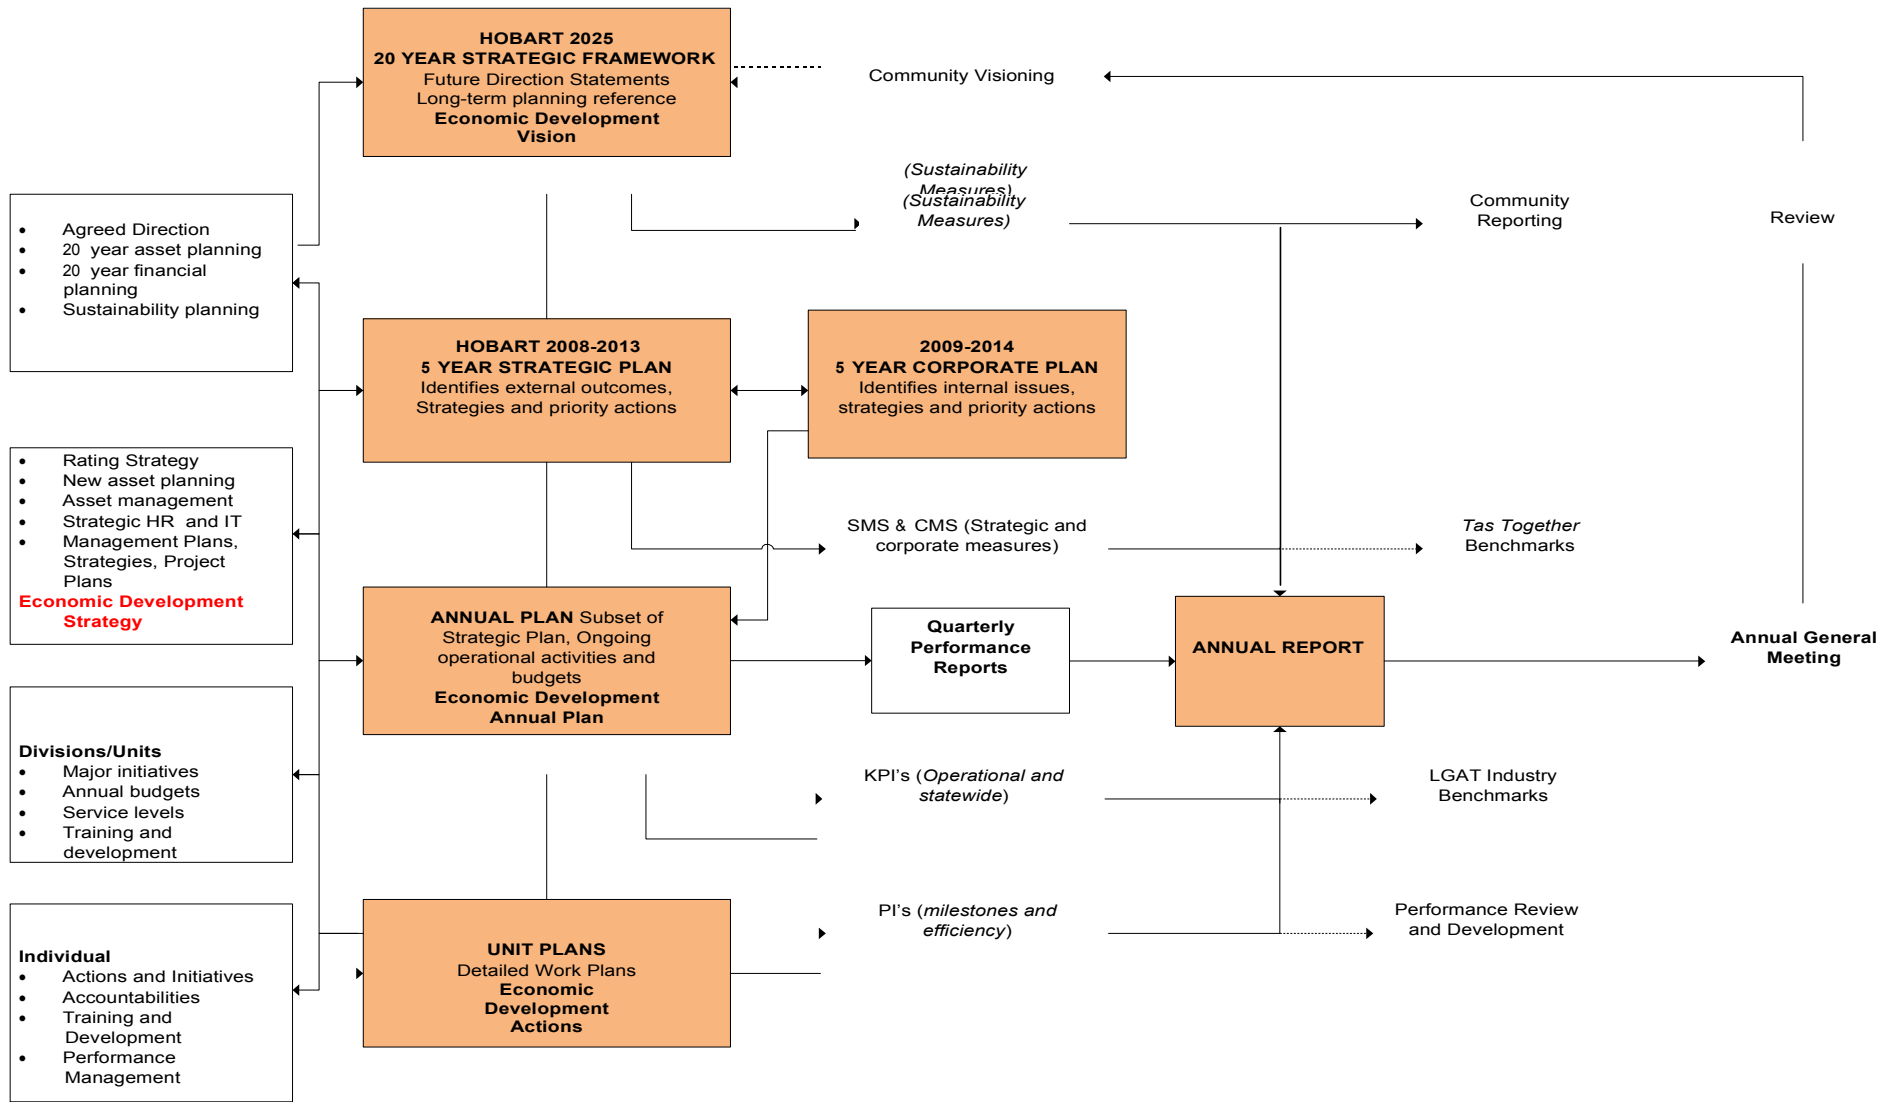 HOBART 2025
20 YEAR STRATEGIC FRAMEWORK
Future Direction Statements
Long-term planning reference
Economic Development
Vision
Community Visioning
(Sustainability
Measures)
(Sustainability
Measures)
Community
Reporting
Review
• Agreed Direction
• 20 year asset planning
• 20 year financial
planning
• Sustainability planning
HOBART 2008-2013
5 YEAR STRATEGIC PLAN
Identifies external outcomes,
Strategies and priority actions
2009-2014
5 YEAR CORPORATE PLAN
Identifies internal issues,
strategies and priority actions
• Rating Strategy
• New asset planning
• Asset management
• Strategic HR and IT
• Management Plans,
Strategies, Project
Plans
Economic Development
Strategy
SMS & CMS (Strategic and
corporate measures)
Tas Together
Benchmarks
ANNUAL PLAN Subset of
Strategic Plan, Ongoing
operational activities and
budgets
Economic Development
Annual Plan
Quarterly
Performance
Reports
ANNUAL REPORT
Annual General
Meeting
Divisions/Units
• Major initiatives
• Annual budgets
• Service levels
• Training and
development
KPI's (Operational and
statewide)
LGAT Industry
Benchmarks
Individual
• Actions and Initiatives
• Accountabilities
• Training and
Development
• Performance
Management
UNIT PLANS
Detailed Work Plans
Economic
Development
Actions
PI's (milestones and
efficiency)
Performance Review
and Development